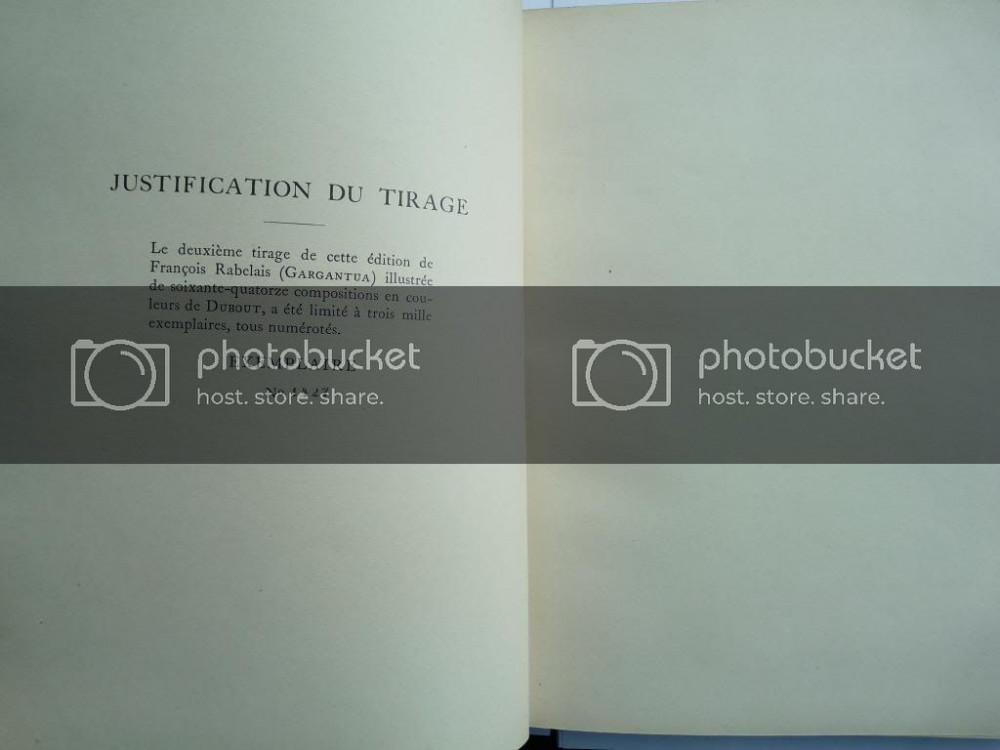 JUSTIFICATION DU TIRAGE
Le deuxième tirage de cette édition de
François Rabelais (GARGANTUA) illustrée
de soixante-quatorze compositions en cou-
leurs de DUBOUT, a été limité à trois mille
exemplaires, tous numérotés.
EXEMPLAIRE
No
photobucket
host. store. share.
photobucket
host. store. share.